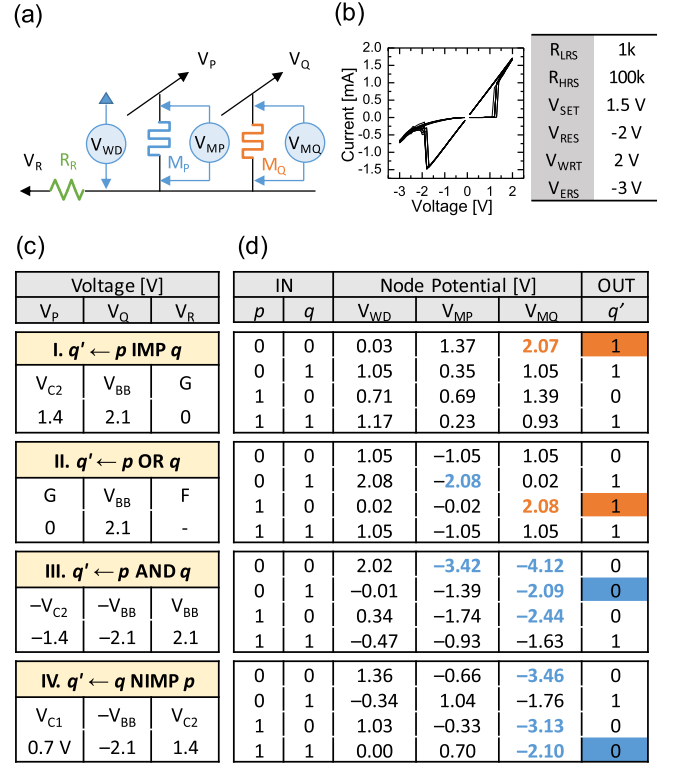 (a)
V_P
V_Q
V_R
R_R
V_WD
M_P
V_MP
M_Q
V_MQ
(b)
Current [mA]
2.0
1.5
1.0
0.5
0.0
-0.5
-1.0
-1.5
-3 -2 -1 0 1 2
Voltage [V]
R_LRS 1k
R_HRS 100k
V_SET 1.5 V
V_RES -2 V
V_WRT 2 V
V_ERS -3 V
(c)
Voltage [V]
V_P V_Q V_R
I. q' ← p IMP q
V_C2 V_BB G
1.4 2.1 0
II. q' ← p OR q
G V_BB F
0 2.1 -
III. q' ← p AND q
–V_C2 –V_BB V_BB
–1.4 –2.1 2.1
IV. q' ← q NIMP p
V_C1 –V_BB V_C2
0.7 V –2.1 1.4
(d)
IN Node Potential [V] OUT
p q V_WD V_MP V_MQ q'
0 0 0.03 1.37 2.07 1
0 1 1.05 0.35 1.05 1
1 0 0.71 0.69 1.39 0
1 1 1.17 0.23 0.93 1
0 0 1.05 –1.05 1.05 0
0 1 2.08 –2.08 0.02 1
1 0 0.02 -0.02 2.08 1
1 1 1.05 -1.05 1.05 1
0 0 2.02 –3.42 –4.12 0
0 1 –0.01 –1.39 –2.09 0
1 0 0.34 –1.74 –2.44 0
1 1 –0.47 –0.93 –1.63 1
0 0 1.36 –0.66 –3.46 0
0 1 –0.34 1.04 –1.76 1
1 0 1.03 –0.33 –3.13 0
1 1 0.00 0.70 –2.10 0